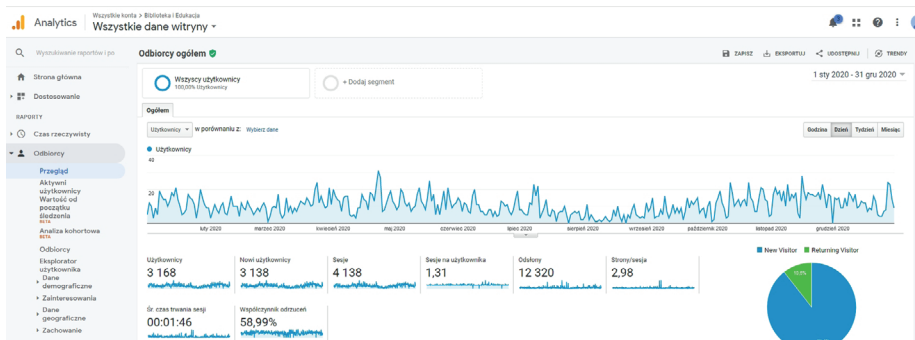 Analytics
Wszystkie konta > Biblioteka i Edukacja
Wszystkie dane witryny
Wyszukiwanie raportów i po
Strona główna
Dostosowanie
RAPORTY
Czas rzeczywisty
Odbiorcy
Przegląd
Aktywni
użytkownicy
Wartość od
początku
śledzenia
BETA
Analiza kohortowa
BETA
Odbiorcy
Eksplorator
użytkownika
Dane
demograficzne
Zainteresowania
Dane
geograficzne
Zachowanie
Odbiorcy ogółem
ZAPISZ
EKSPORTUJ
UDOSTĘPNIJ
TRENDY
1 sty 2020 - 31 gru 2020
Wszyscy użytkownicy
100,00% Użytkownicy
+ Dodaj segment
Ogółem
Użytkownicy
w porównaniu z:
Wybierz dane
Godzina
Dzień
Tydzień
Miesiąc
Użytkownicy
40
20
luty 2020
marzec 2020
kwiecień 2020
maj 2020
czerwiec 2020
lipiec 2020
sierpień 2020
wrzesień 2020
październik 2020
listopad 2020
grudzień 2020
Użytkownicy
3 168
Nowi użytkownicy
3 138
Sesje
4 138
Sesje na użytkownika
1,31
Odsłony
12 320
Strony/sesja
2,98
Śr. czas trwania sesji
00:01:46
Współczynnik odrzuceń
58,99%
New Visitor
Returning Visitor